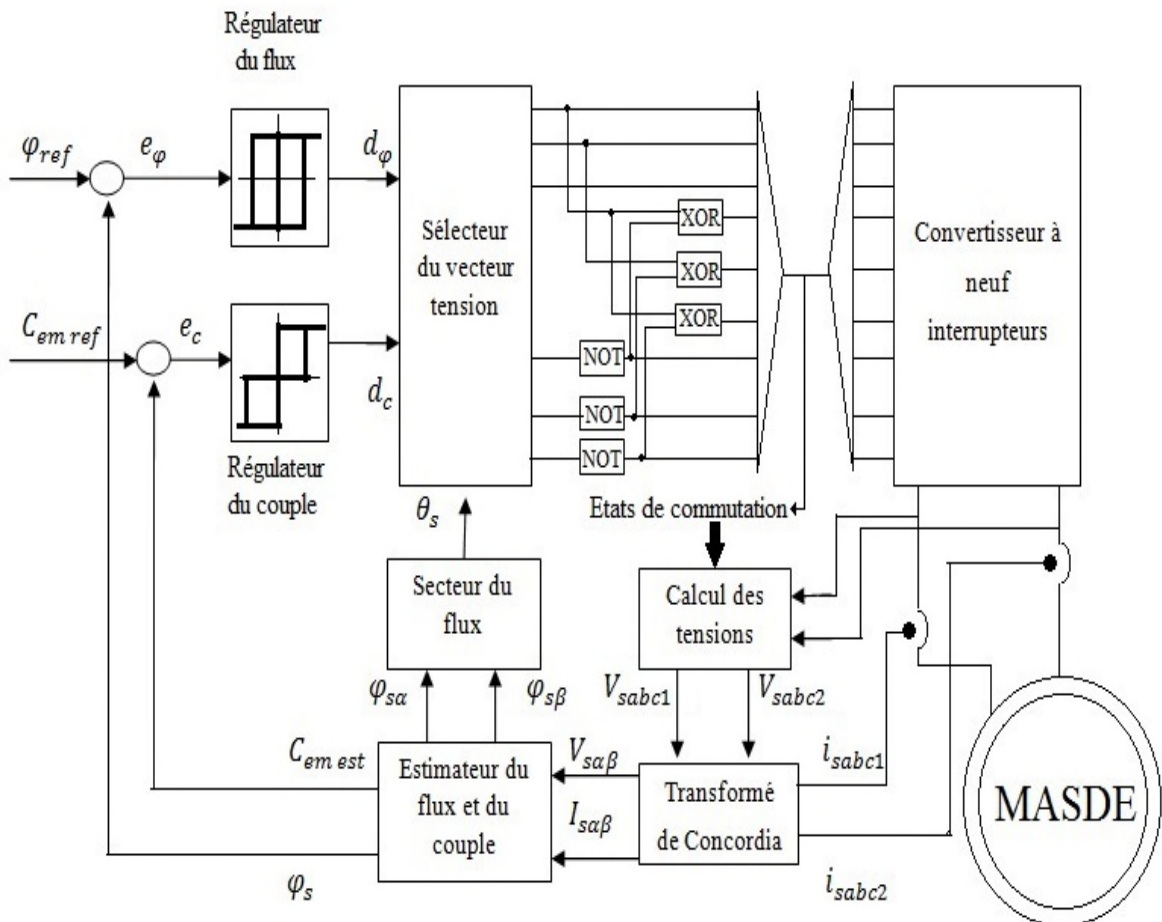 Régulateur
du flux
φref
eφ
dφ
Sélecteur
du vecteur
tension
XOR
XOR
XOR
NOT
NOT
NOT
Convertisseur à
neuf
interrupteurs
Cem ref
ec
dc
Régulateur
du couple
θs
Etats de commutation
Secteur du
flux
Calcul des
tensions
φsα
φsβ
Vsabc1
Vsabc2
Cem est
Estimateur du
flux et du
couple
Vsαβ
Isαβ
Transformé
de Concordia
isabc1
isabc2
MASDE
φs